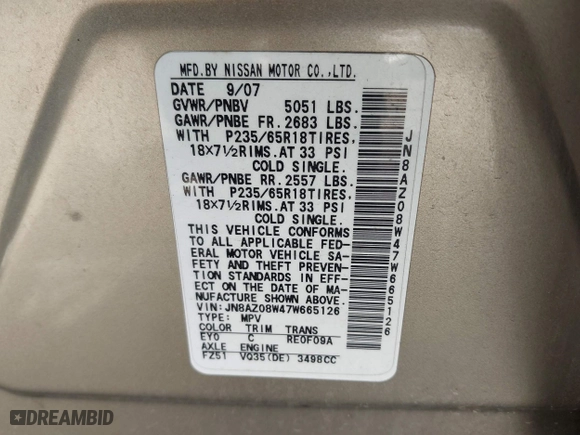 MFD.BY NISSAN MOTOR CO.,LTD.
DATE 9/07
GVWR/PNBV 5051 LBS.
GAWR/PNBE FR. 2683 LBS.
WITH P235/65R18TIRES,
18×7½RIMS.AT 33 PSI
COLD SINGLE.
GAWR/PNBE RR. 2557 LBS.
WITH P235/65R18TIRES,
18×7½RIMS.AT 33 PSI
COLD SINGLE.
THIS VEHICLE CONFORMS
TO ALL APPLICABLE FED-
ERAL MOTOR VEHICLE SA-
FETY AND THEFT PREVEN-
TION STANDARDS IN EFF-
ECT ON THE DATE OF MA-
NUFACTURE SHOWN ABOVE.
VIN: JN8AZ08W47W665126
TYPE: MPV
COLOR TRIM TRANS
EY0 C RE0F09A
AXLE ENGINE
FZ51 VQ35(DE) 3498CC
JN8AZ08W47W665126
DREAMBID